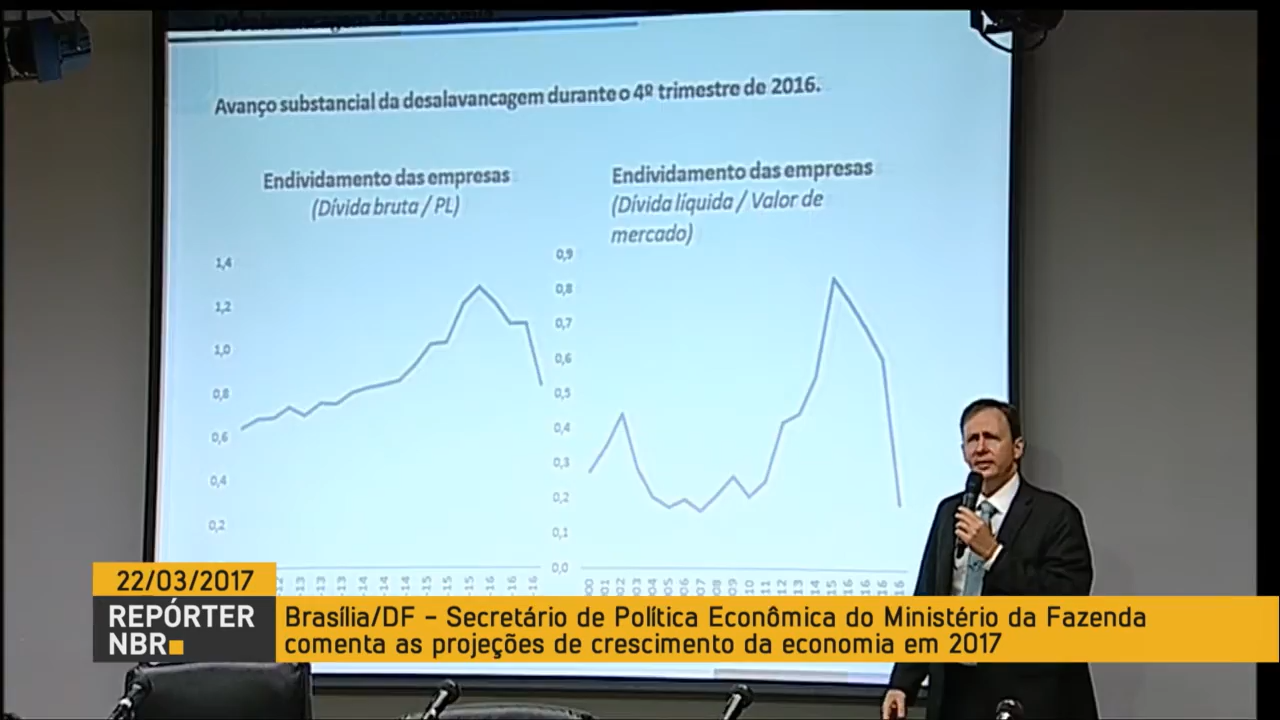 Desalavancagem da economia
Avanço substancial da desalavancagem durante o 4º trimestre de 2016.
Endividamento das empresas
(Dívida bruta / PL)
Endividamento das empresas
(Dívida líquida / Valor de
mercado)
1,4
1,2
1,0
0,8
0,6
0,4
0,2
0,9
0,8
0,7
0,6
0,5
0,4
0,3
0,2
0,1
0,0
22/03/2017
REPÓRTER
NBR
Brasília/DF - Secretário de Política Econômica do Ministério da Fazenda
comenta as projeções de crescimento da economia em 2017